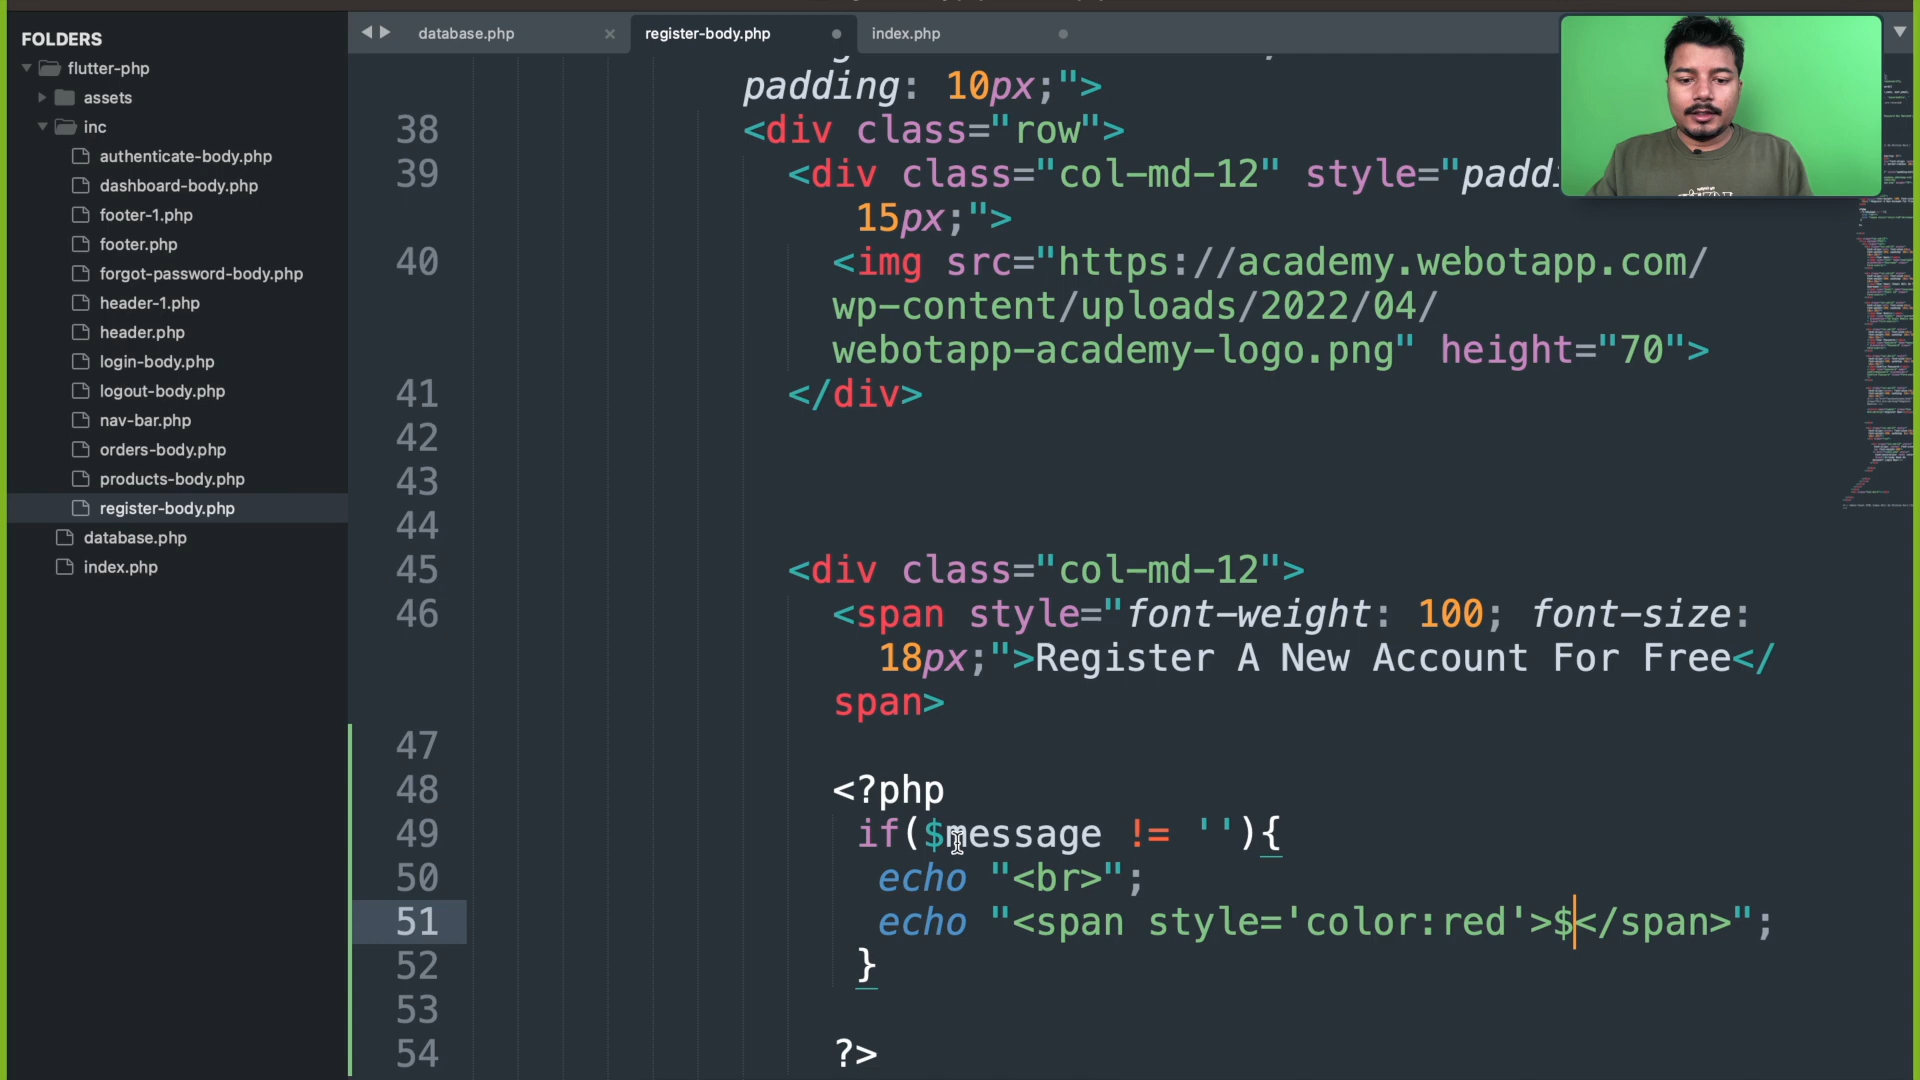 FOLDERS
flutter-php
assets
inc
authenticate-body.php
dashboard-body.php
footer-1.php
footer.php
forgot-password-body.php
header-1.php
header.php
login-body.php
logout-body.php
nav-bar.php
orders-body.php
products-body.php
register-body.php
database.php
index.php
database.php
register-body.php
index.php
padding: 10px;">
38 <div class="row">
39 <div class="col-md-12" style="paddi
15px;">
40 <img src="https://academy.webotapp.com/
wp-content/uploads/2022/04/
webotapp-academy-logo.png" height="70">
41 </div>
42
43
44
45 <div class="col-md-12">
46 <span style="font-weight: 100; font-size:
18px;">Register A New Account For Free</
span>
47
48 <?php
49 if($message != ''){
50 echo "<br>";
51 echo "<span style='color:red'>$</span>";
52 }
53
54 ?>